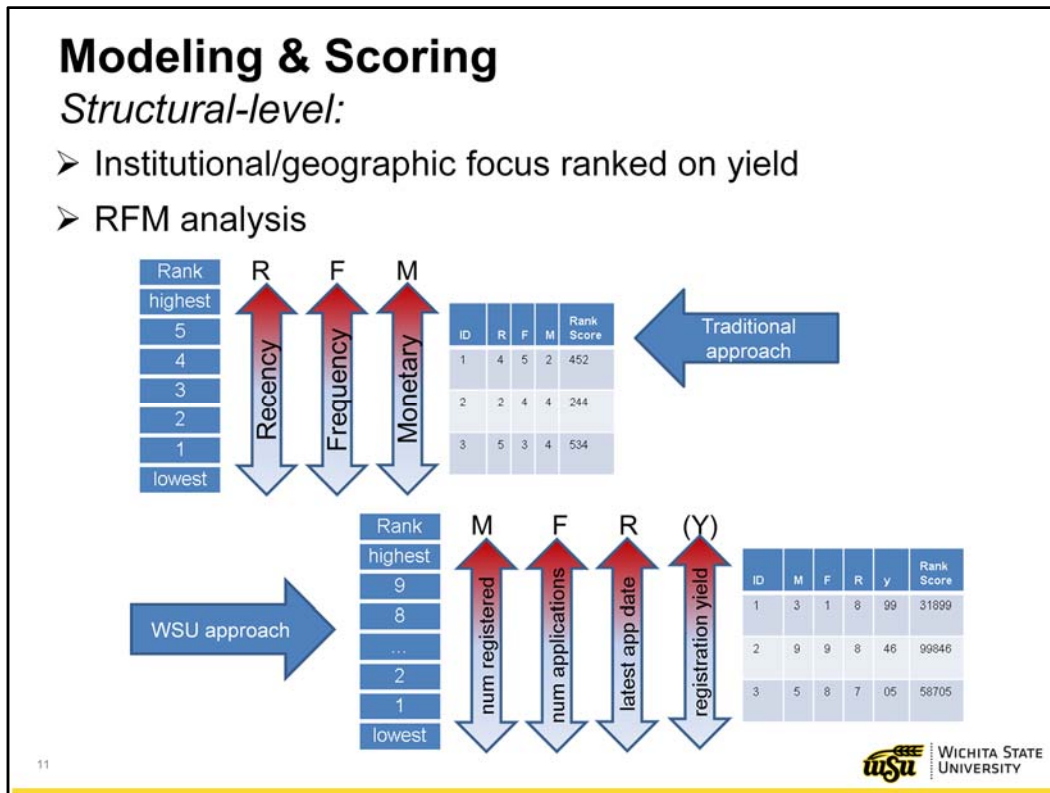 Modeling & Scoring
Structural-level:
➢ Institutional/geographic focus ranked on yield
➢ RFM analysis
Rank
highest
5
4
3
2
1
lowest
R F M
Recency
Frequency
Monetary
ID R F M Rank Score
1 4 5 2 452
2 2 4 4 244
3 5 3 4 534
Traditional
approach
WSU approach
Rank
highest
9
8
...
2
1
lowest
M F R (Y)
num registered
num applications
latest app date
registration yield
ID M F R y Rank Score
1 3 1 8 99 31899
2 9 9 8 46 99846
3 5 8 7 05 58705
11
WSU
WICHITA STATE
UNIVERSITY